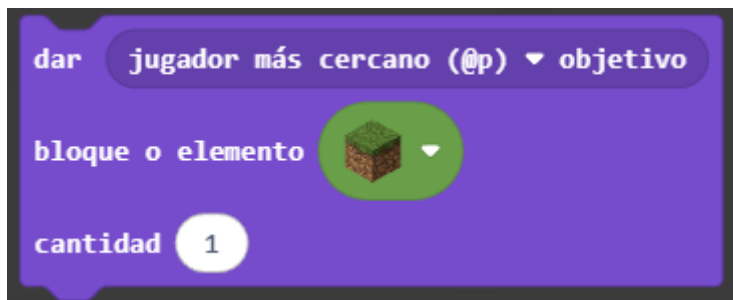 dar jugador más cercano (@p) objetivo
bloque o elemento
cantidad 1